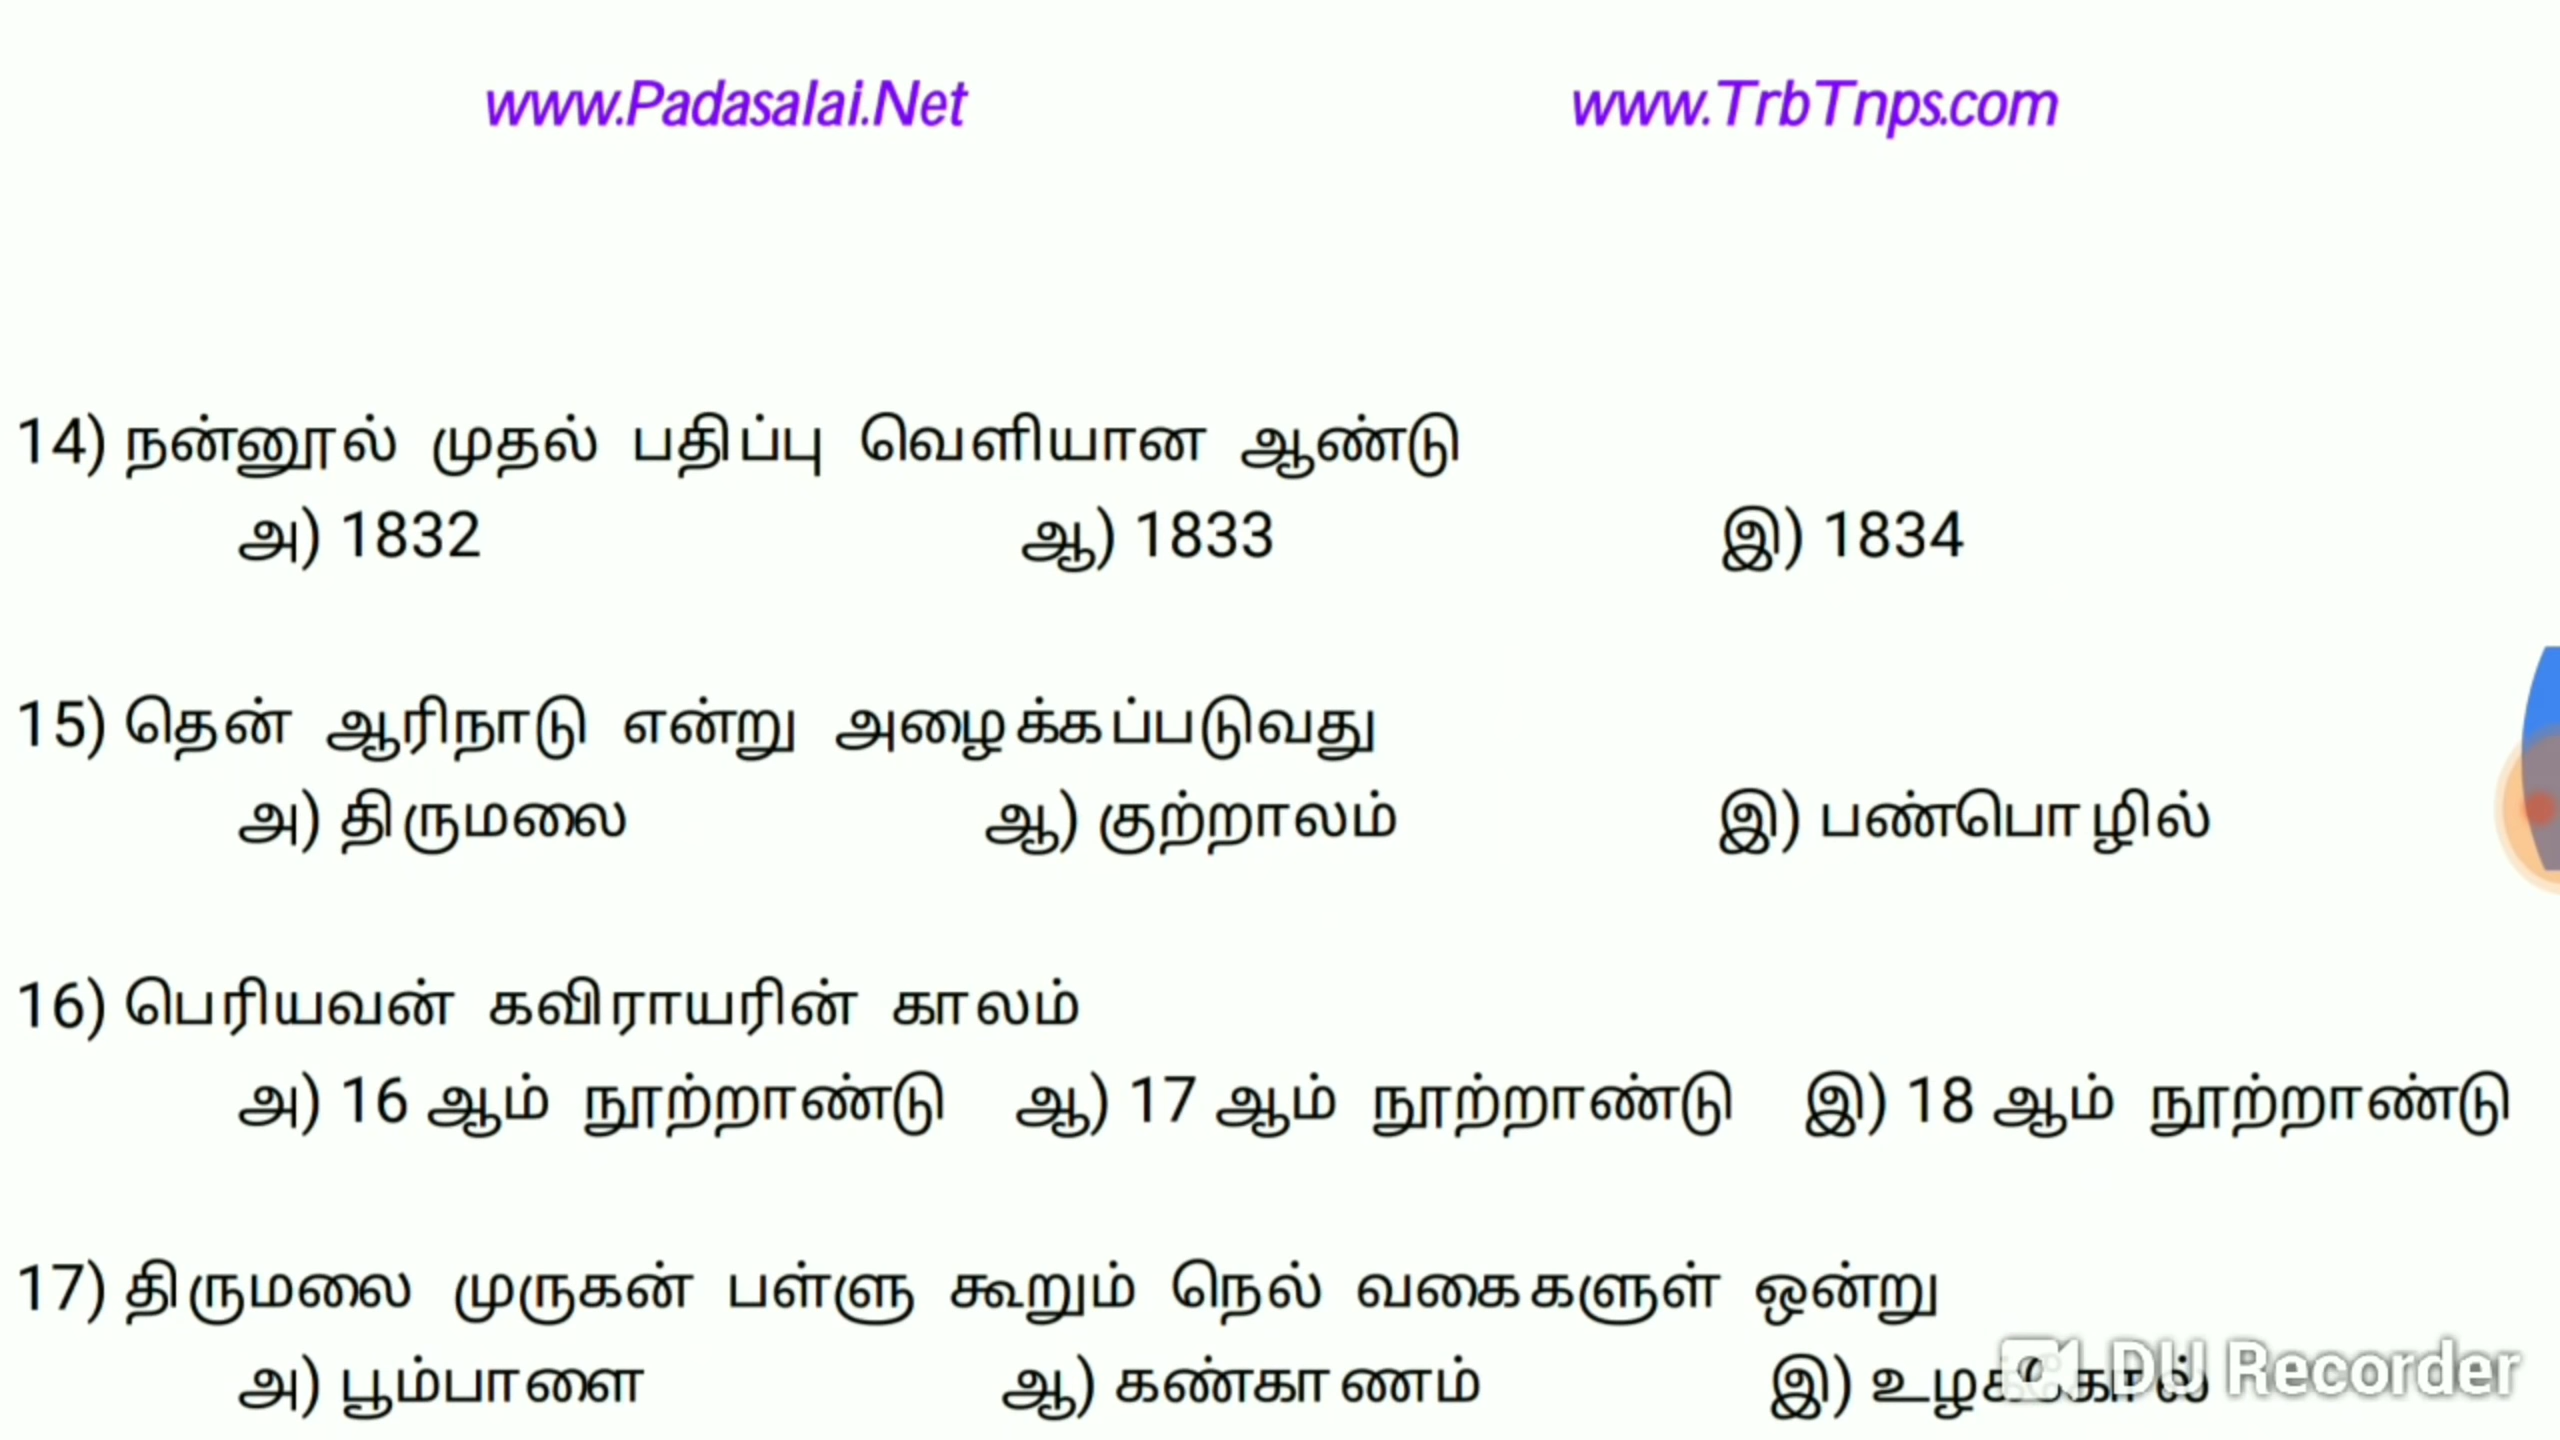 www.Padasalai.Net www.TrbTnps.com
14) நன்னூல் முதல் பதிப்பு வெளியான ஆண்டு
அ) 1832 ஆ) 1833 இ) 1834
15) தென் ஆரிநாடு என்று அழைக்கப்படுவது
அ) திருமலை ஆ) குற்றாலம் இ) பண்பொழில்
16) பெரியவன் கவிராயரின் காலம்
அ) 16 ஆம் நூற்றாண்டு ஆ) 17 ஆம் நூற்றாண்டு இ) 18 ஆம் நூற்றாண்டு
17) திருமலை முருகன் பள்ளு கூறும் நெல் வகைகளுள் ஒன்று
அ) பூம்பாளை ஆ) கண்காணம் இ)
DU Recorder